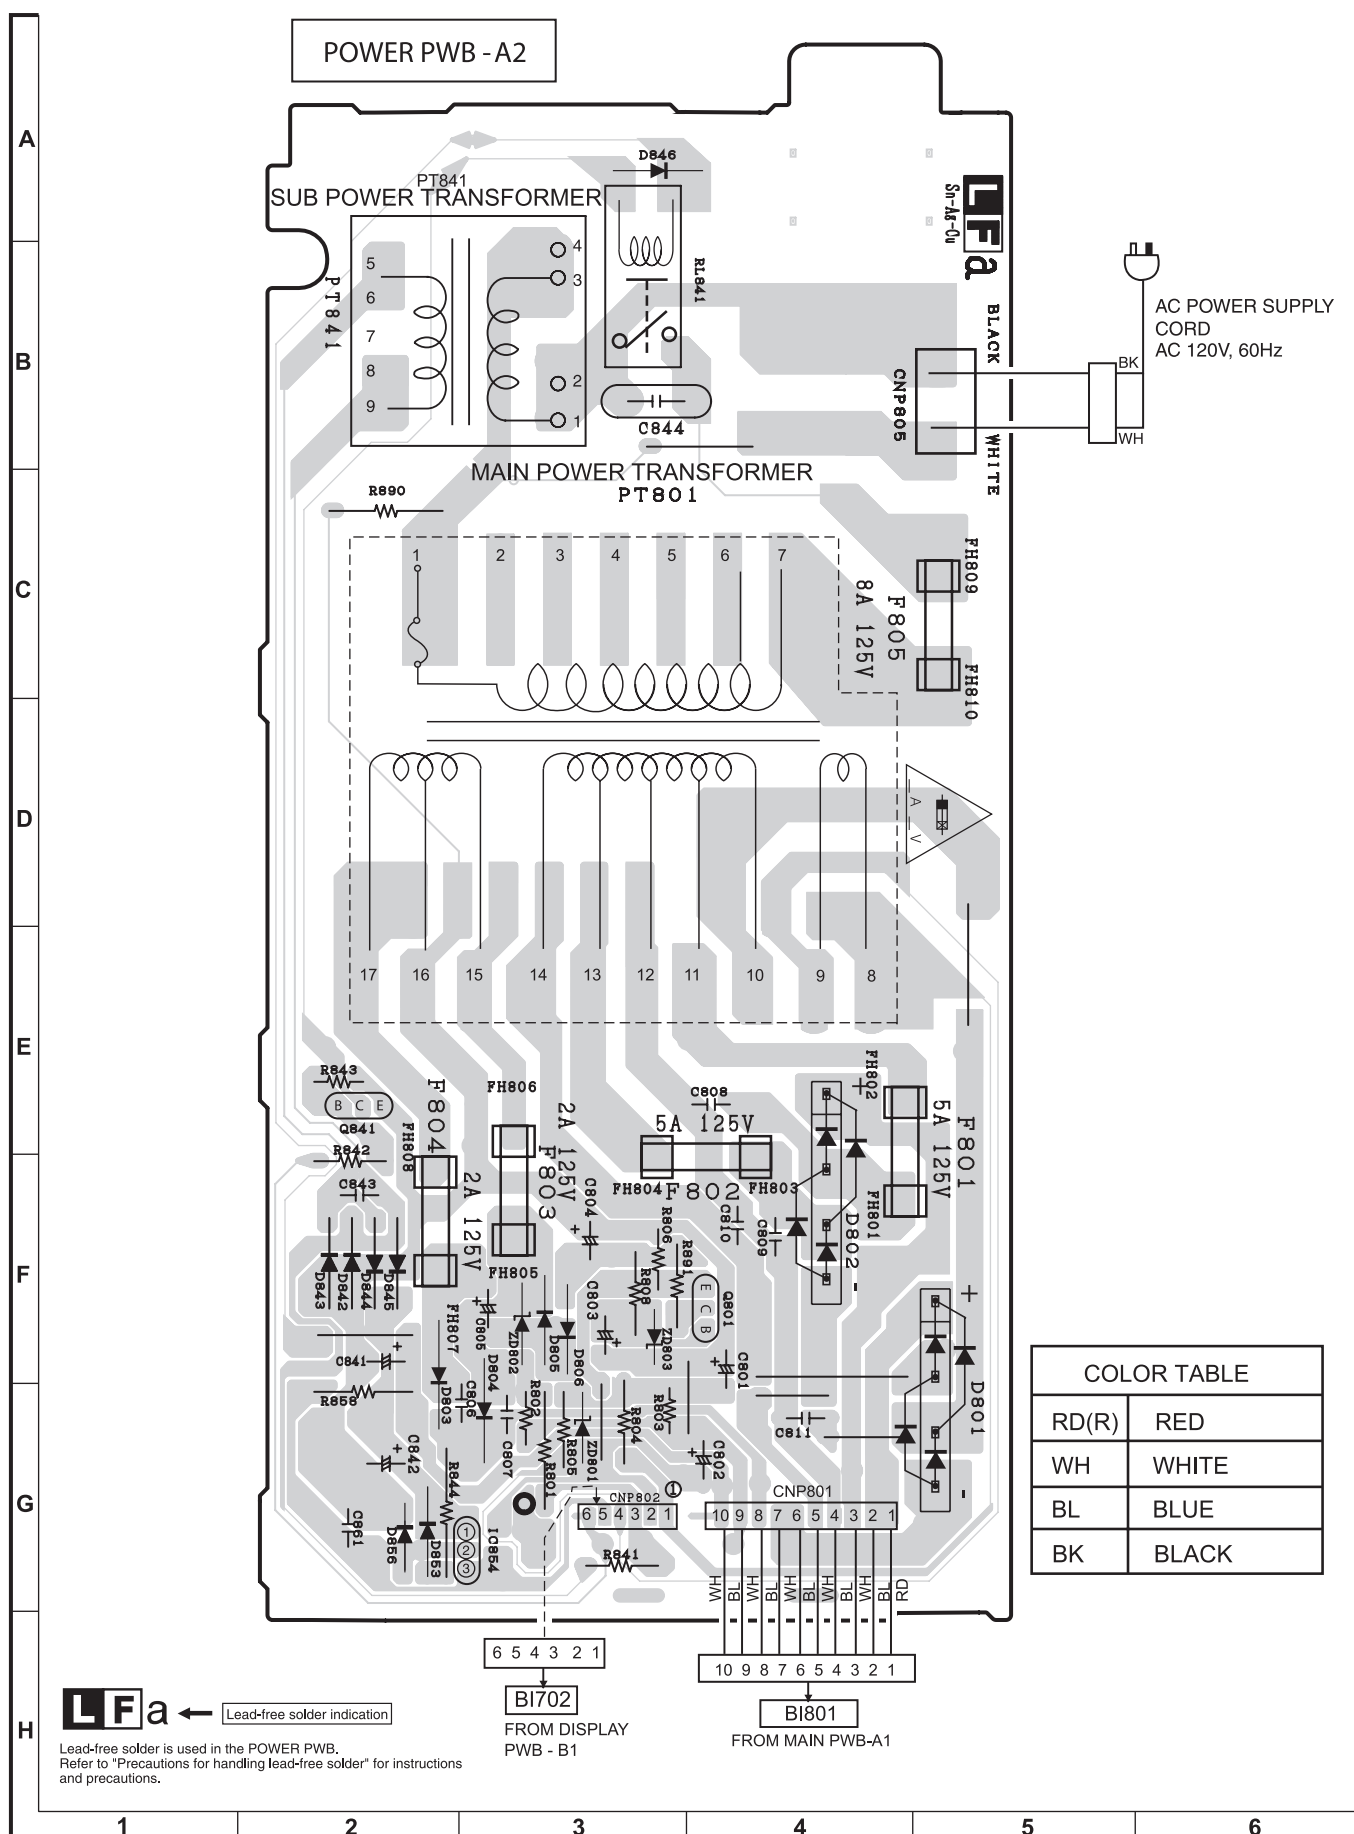 POWER PWB - A2
A
D846
PT841
SUB POWER TRANSFORMER
LFa
Sn-Ag-Cu
4
3
2
1
5
6
7
8
9
PT841
RL841
C844
BLACK
CNP805
WHITE
BK
WH
AC POWER SUPPLY
CORD
AC 120V, 60Hz
B
MAIN POWER TRANSFORMER
PT801
R890
C
1 2 3 4 5 6 7
8A 125V
F805
FH809
FH810
D
A
V
17 16 15 14 13 12 11 10 9 8
E
R843
B C E
Q841
R842
C843
FH808
F804
2A 125V
FH806
2A 125V
F803
FH805
C808
5A 125V
FH804
F802
FH803
FH802
+
5A 125V
F801
FH801
D802
-
C804
+
R806
R891
R808
C810
C809
E C B
Q801
F
D843
D842
D844
D845
FH807
C805
+
ZD802
D805
D806
C803
+
ZD803
C801
+
C841
+
R858
D803
C806
D804
C807
R802
R801
R805
ZD801
R804
R803
C802
+
C811
D801
+
-
G
C842
+
R844
C861
D856
D853
1
2
3
IC854
CNP802
①
6 5 4 3 2 1
R841
CNP801
10 9 8 7 6 5 4 3 2 1
WH BL WH BL WH BL WH BL WH BL RD
6 5 4 3 2 1
10 9 8 7 6 5 4 3 2 1
BI702
FROM DISPLAY
PWB - B1
BI801
FROM MAIN PWB-A1
COLOR TABLE
RD(R) RED
WH WHITE
BL BLUE
BK BLACK
H
LFa
Lead-free solder indication
Lead-free solder is used in the POWER PWB.
Refer to "Precautions for handling lead-free solder" for instructions
and precautions.
1 2 3 4 5 6